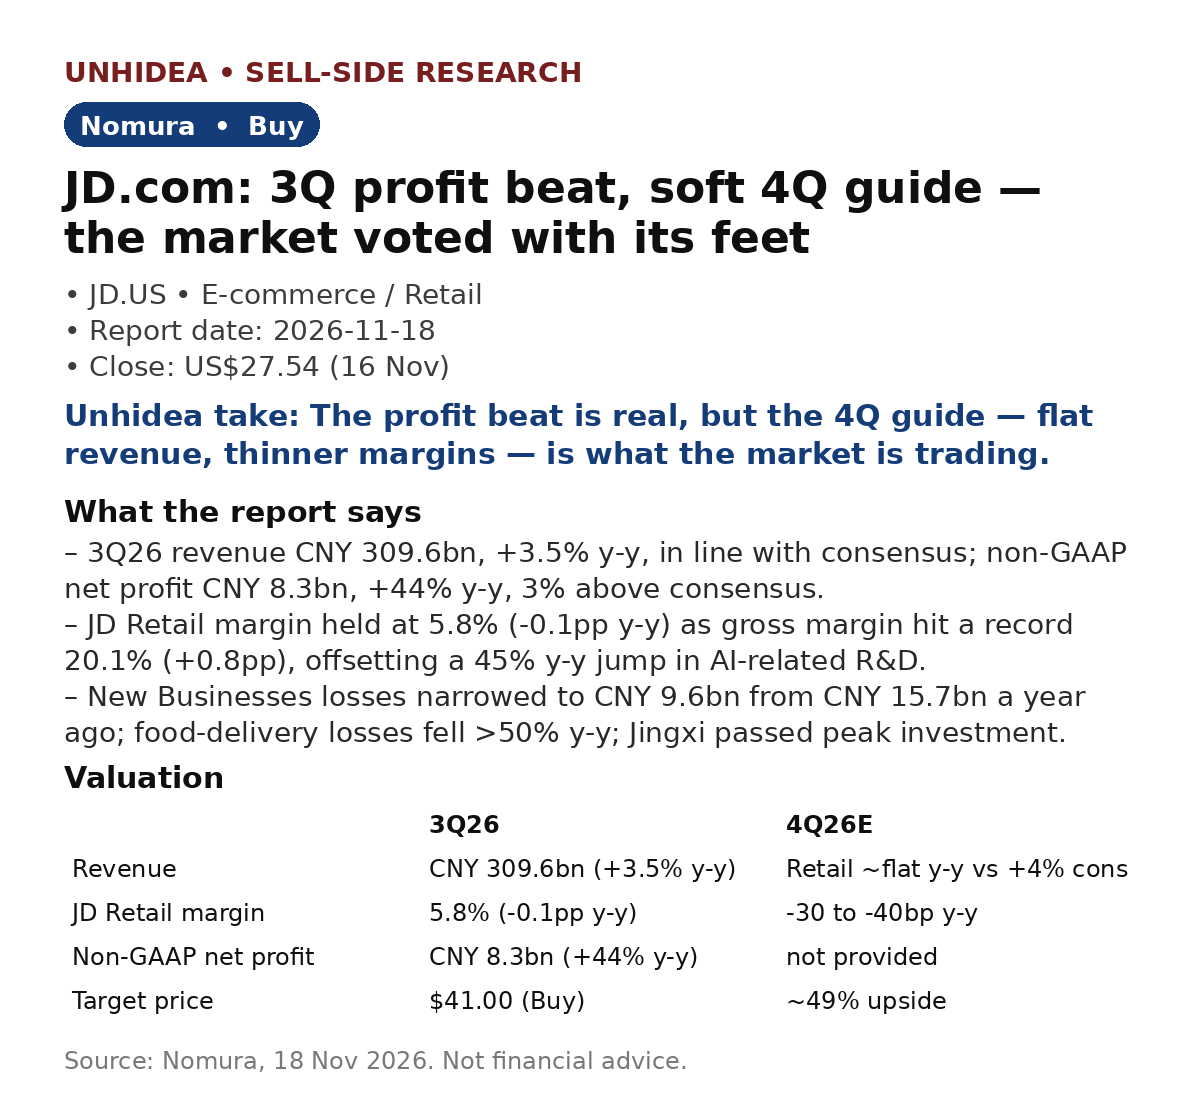 UNHIDEA • SELL-SIDE RESEARCH
Nomura • Buy
JD.com: 3Q profit beat, soft 4Q guide —
the market voted with its feet
• JD.US • E-commerce / Retail
• Report date: 2026-11-18
• Close: US$27.54 (16 Nov)
Unhidea take: The profit beat is real, but the 4Q guide — flat
revenue, thinner margins — is what the market is trading.
What the report says
– 3Q26 revenue CNY 309.6bn, +3.5% y-y, in line with consensus; non-GAAP
net profit CNY 8.3bn, +44% y-y, 3% above consensus.
– JD Retail margin held at 5.8% (-0.1pp y-y) as gross margin hit a record
20.1% (+0.8pp), offsetting a 45% y-y jump in AI-related R&D.
– New Businesses losses narrowed to CNY 9.6bn from CNY 15.7bn a year
ago; food-delivery losses fell >50% y-y; Jingxi passed peak investment.
Valuation
3Q26 4Q26E
Revenue CNY 309.6bn (+3.5% y-y) Retail ~flat y-y vs +4% cons
JD Retail margin 5.8% (-0.1pp y-y) -30 to -40bp y-y
Non-GAAP net profit CNY 8.3bn (+44% y-y) not provided
Target price $41.00 (Buy) ~49% upside
Source: Nomura, 18 Nov 2026. Not financial advice.